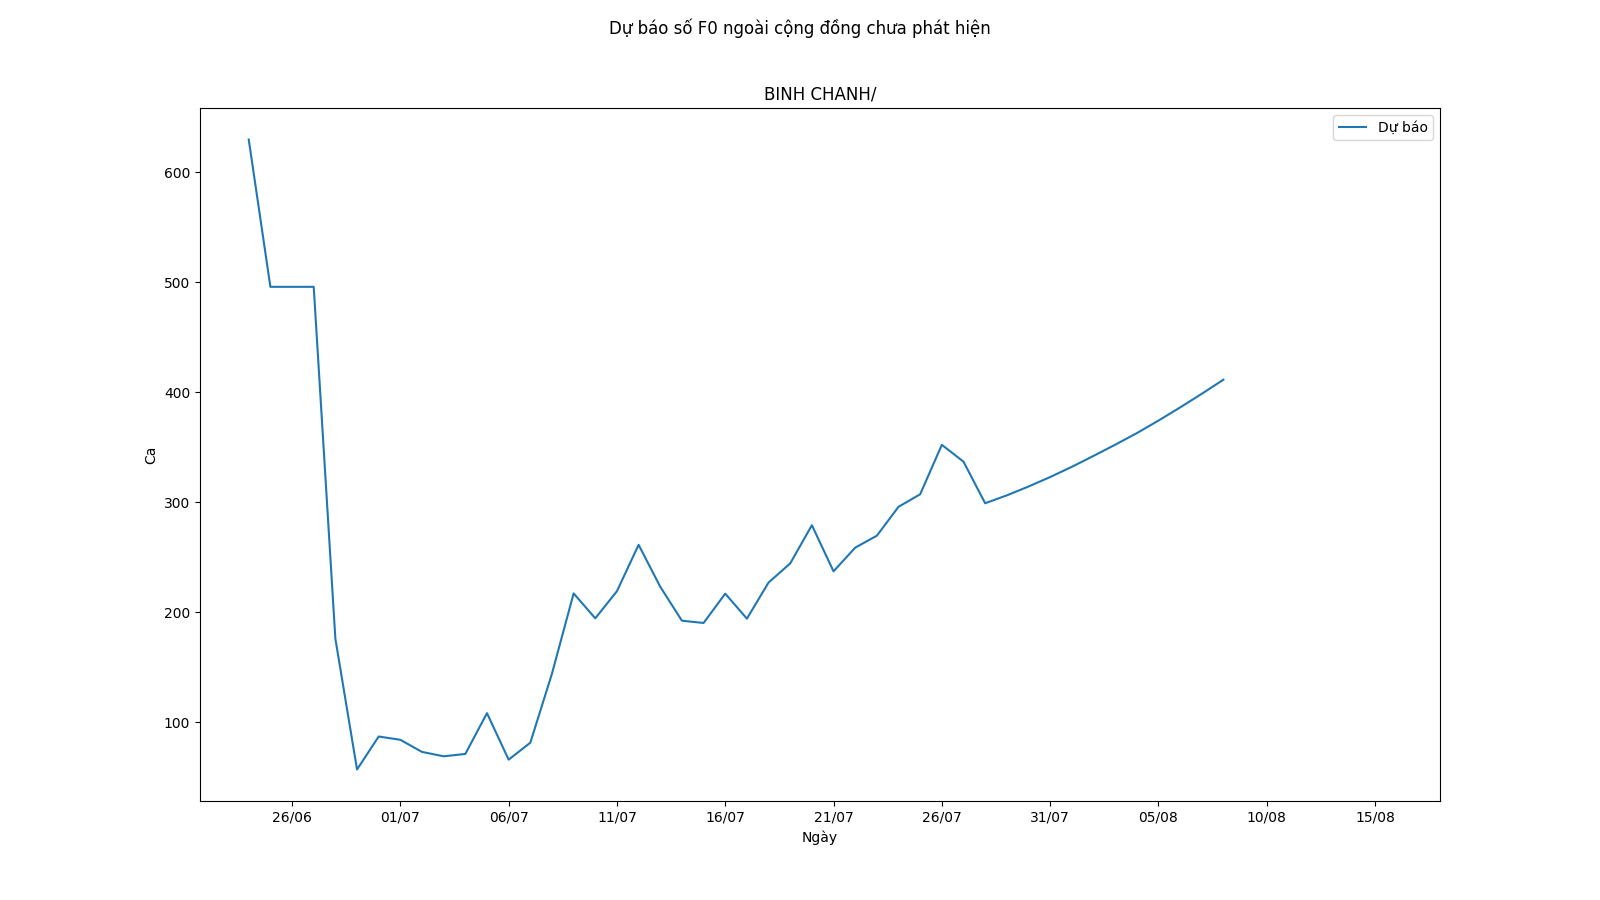 Dự báo số F0 ngoài cộng đồng chưa phát hiện
BINH CHANH/
Dự báo
600
500
400
300
200
100
Ca
26/06 01/07 06/07 11/07 16/07 21/07 26/07 31/07 05/08 10/08 15/08
Ngày